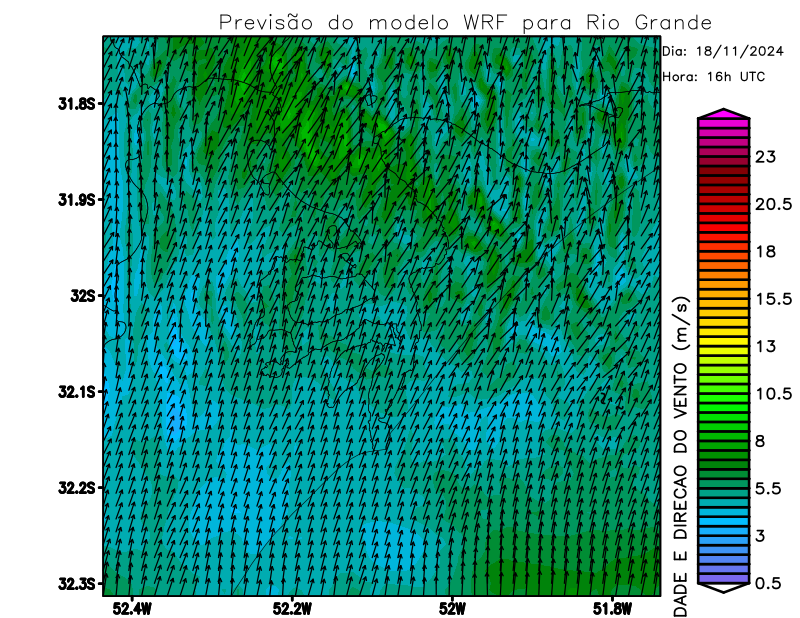 Previsão do modelo WRF para Rio Grande
Dia: 18/11/2024
Hora: 16h UTC
31.8S
31.9S
32S
32.1S
32.2S
32.3S
52.4W
52.2W
52W
51.8W
DADE E DIRECAO DO VENTO (m/s)
23
20.5
18
15.5
13
10.5
8
5.5
3
0.5